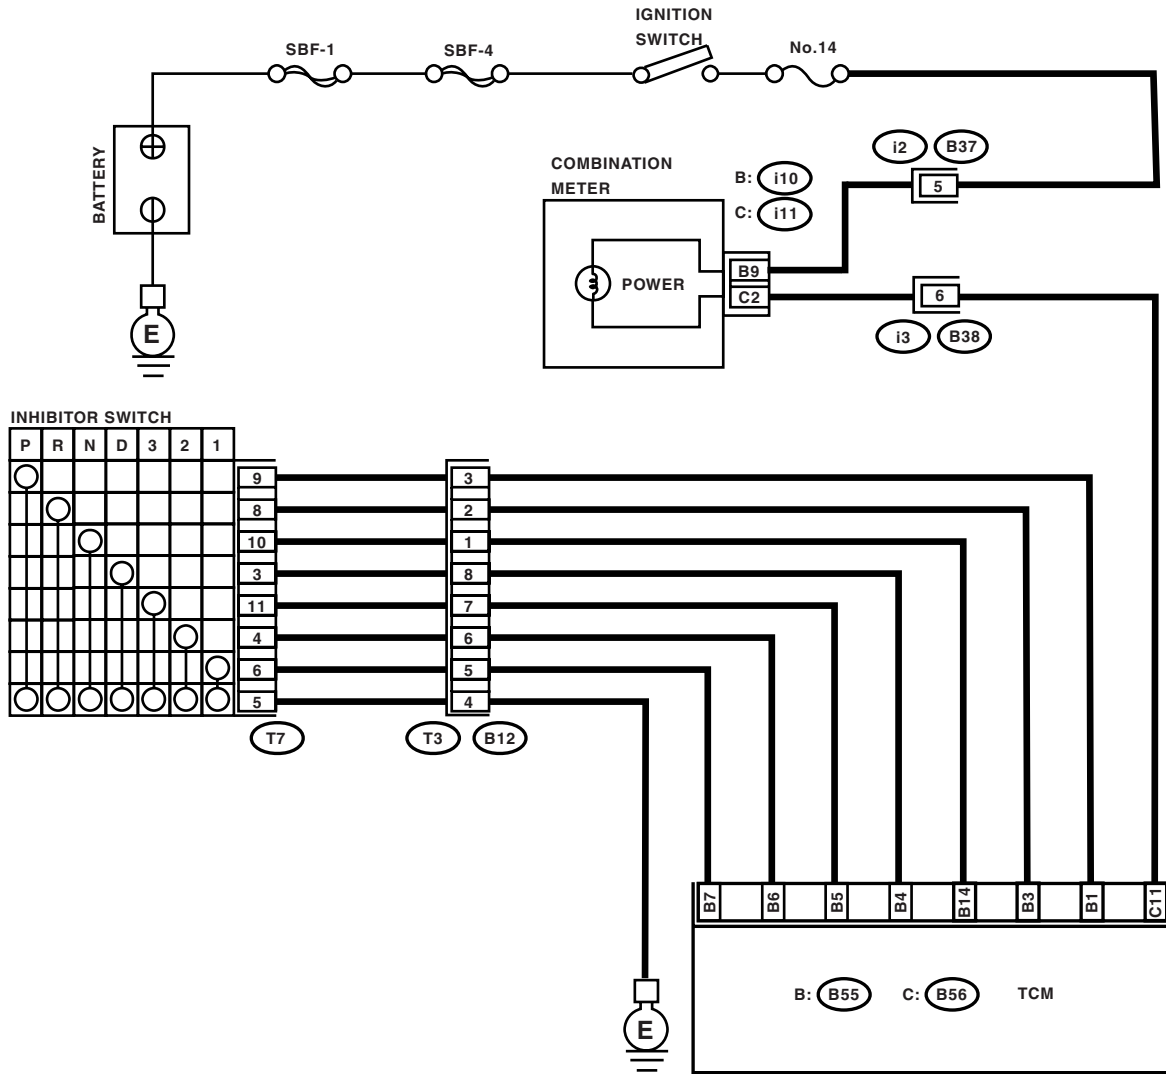 IGNITION
SWITCH
SBF-1
SBF-4
No.14
BATTERY
COMBINATION
METER
B: i10
C: i11
i2 B37
5
POWER
B9
C2
6
i3 B38
E
INHIBITOR SWITCH
P R N D 3 2 1
9 3
8 2
10 1
3 8
11 7
4 6
6 5
5 4
T7 T3 B12
B7 B6 B5 B4 B14 B3 B1 C11
B: B55 C: B56 TCM
E